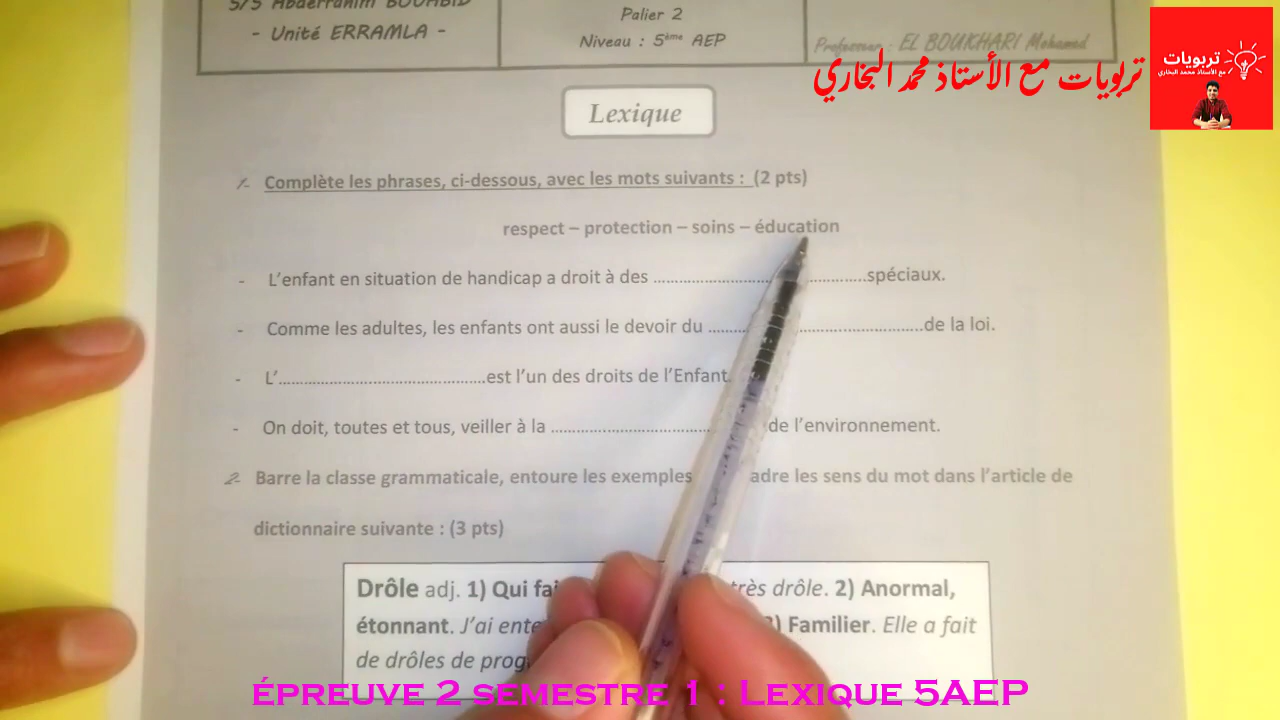 5/5 Abderrahim BOUABID
- Unité ERRAMLA -
Palier 2
Niveau : 5ème AEP
Professeur : EL BOUKHARI Mohamed
تربويات مع الأستاذ محمد البخاري
تربويات
مع الأستاذ محمد البخاري
Lexique
1- Complète les phrases, ci-dessous, avec les mots suivants : (2 pts)
respect – protection – soins – éducation
- L'enfant en situation de handicap a droit à des ……………………………spéciaux.
- Comme les adultes, les enfants ont aussi le devoir du ……………………………de la loi.
- L'……………………………………….est l'un des droits de l'Enfant.
- On doit, toutes et tous, veiller à la ……………………………… de l'environnement.
2- Barre la classe grammaticale, entoure les exemples adre les sens du mot dans l'article de
dictionnaire suivante : (3 pts)
Drôle adj. 1) Qui fai très drôle. 2) Anormal,
étonnant. J'ai ente ) Familier. Elle a fait
de drôles de prog
épreuve 2 semestre 1 : Lexique 5AEP